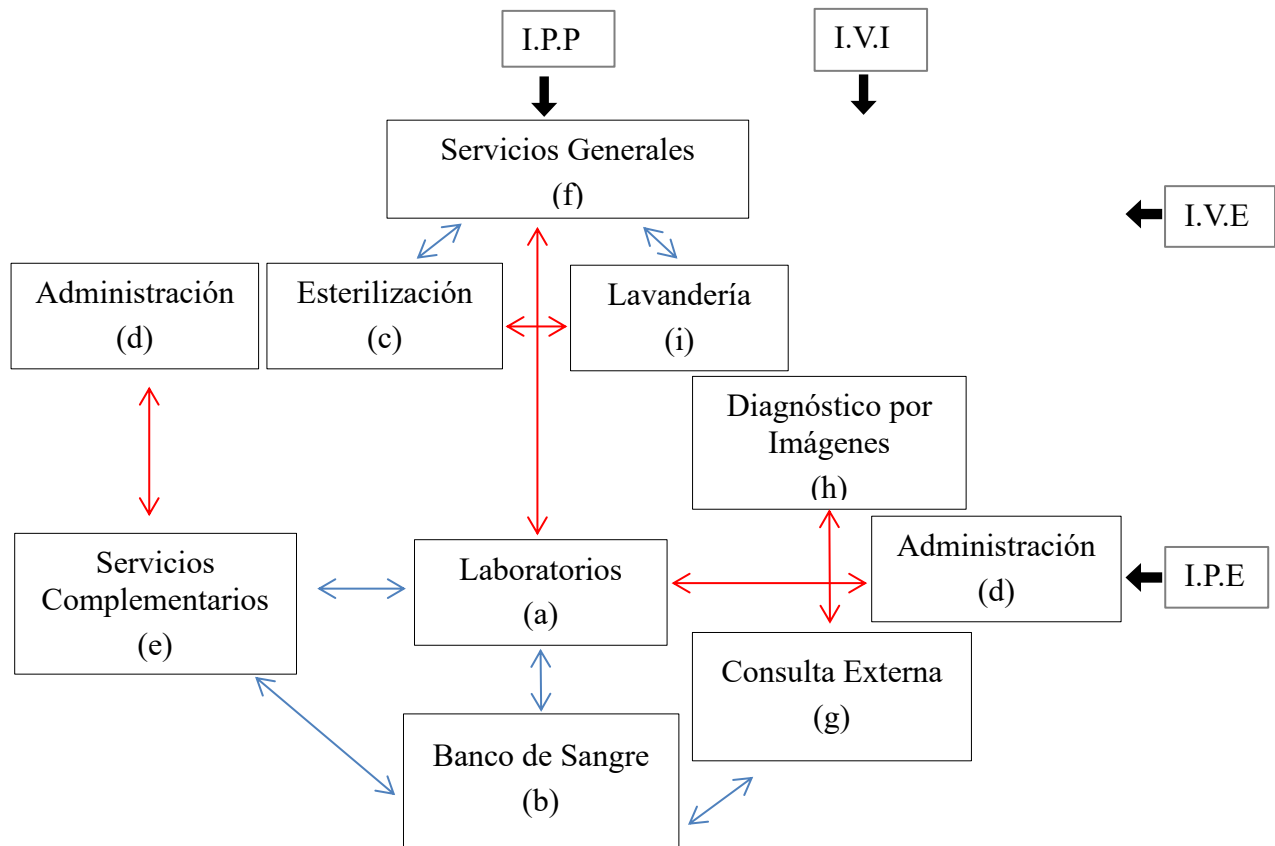 I.P.P
I.V.I
Servicios Generales
(f)
I.V.E
Administración
(d)
Esterilización
(c)
Lavandería
(i)
Diagnóstico por
Imágenes
(h)
Servicios
Complementarios
(e)
Laboratorios
(a)
Administración
(d)
I.P.E
Consulta Externa
(g)
Banco de Sangre
(b)